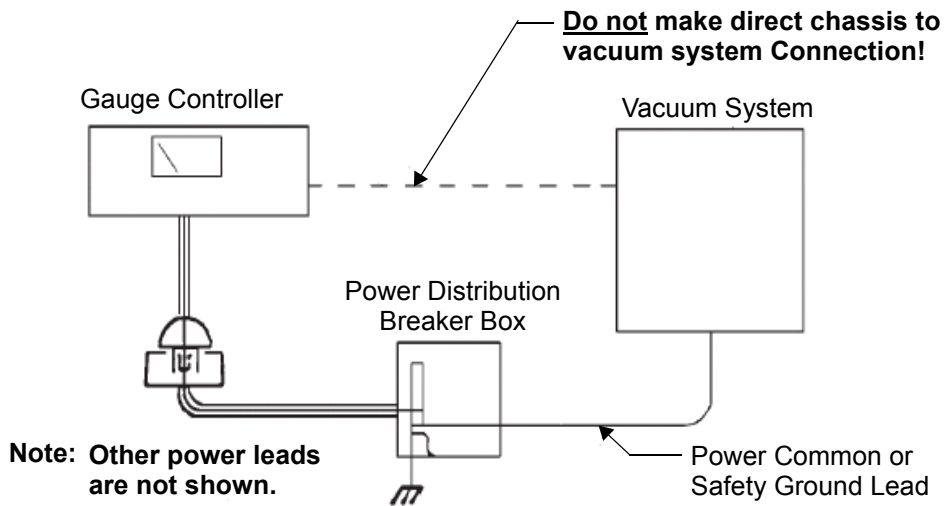 Do not make direct chassis to
vacuum system Connection!
Gauge Controller
Vacuum System
Power Distribution
Breaker Box
Note: Other power leads
are not shown.
Power Common or
Safety Ground Lead